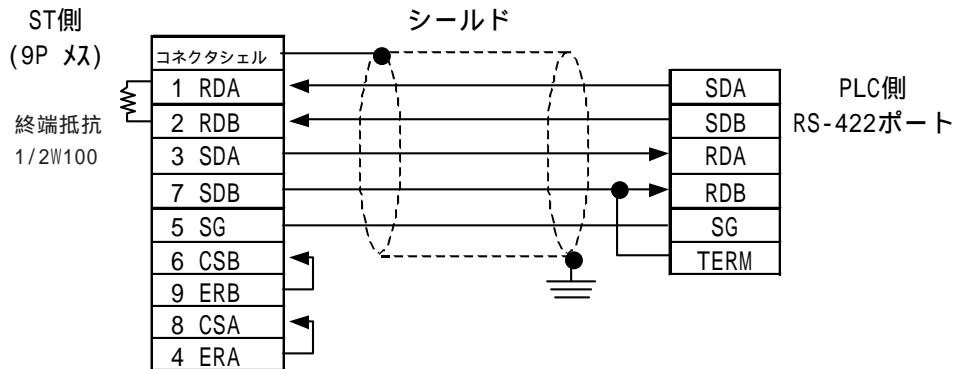 ST側
(9P メス)
シールド
コネクタシェル
1 RDA
2 RDB
3 SDA
7 SDB
5 SG
6 CSB
9 ERB
8 CSA
4 ERA
終端抵抗
1/2W100
SDA
SDB
RDA
RDB
SG
TERM
PLC側
RS-422ポート